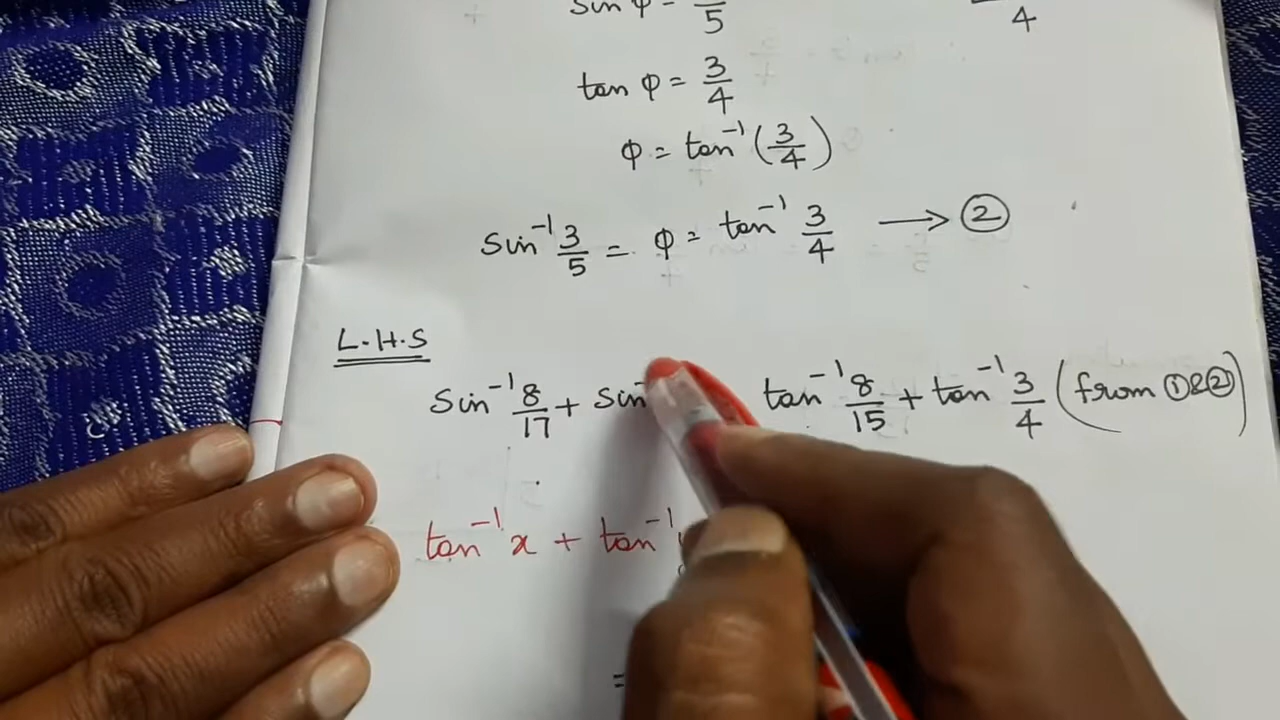 sin φ = /5
4
tan φ = 3/4
φ = tan⁻¹(3/4)
sin⁻¹ 3/5 = φ = tan⁻¹ 3/4 → ②
L.H.S
sin⁻¹ 8/17 + sin⁻ tan⁻¹ 8/15 + tan⁻¹ 3/4 (from ①&②)
tan⁻¹ x + tan⁻¹
=